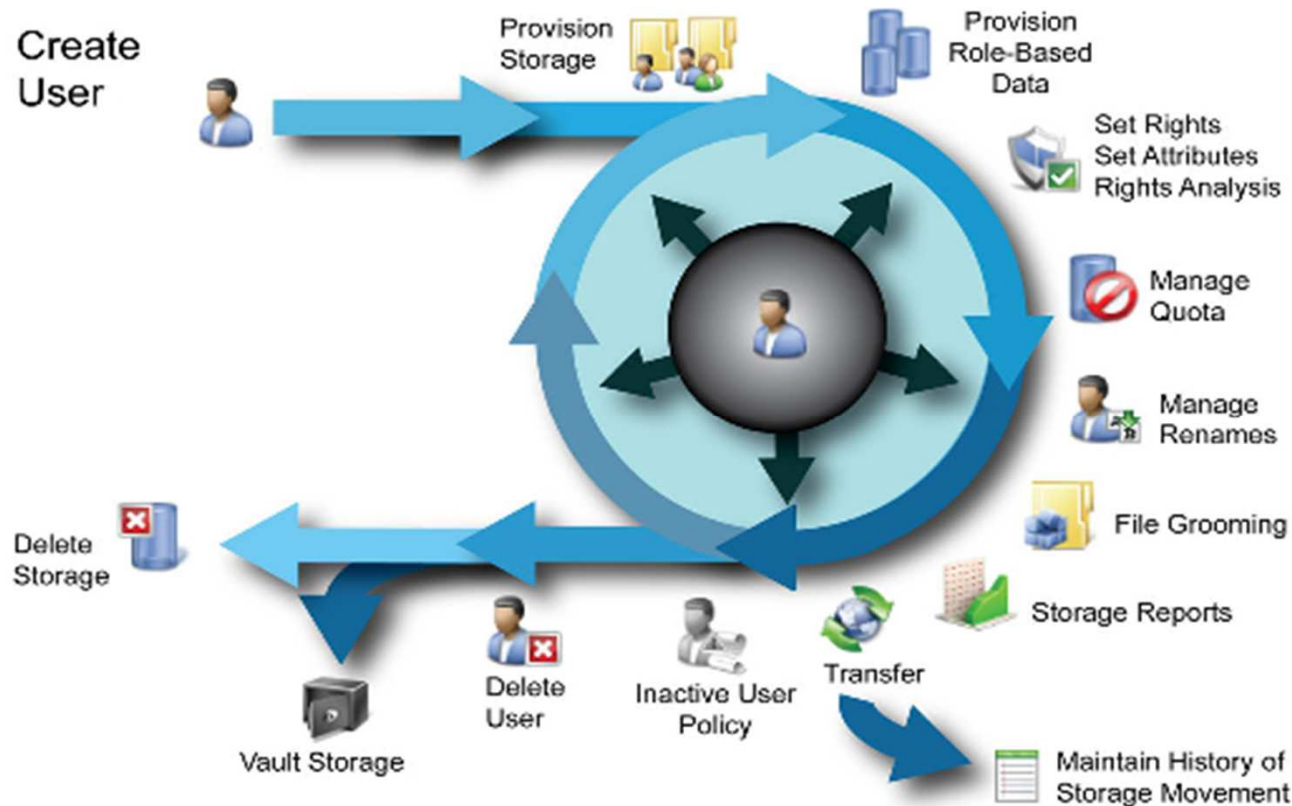 Create
User
Provision
Storage
Provision
Role-Based
Data
Set Rights
Set Attributes
Rights Analysis
Manage
Quota
Manage
Renames
File Grooming
Storage Reports
Transfer
Maintain History of
Storage Movement
Inactive User
Policy
Delete
User
Vault Storage
Delete
Storage